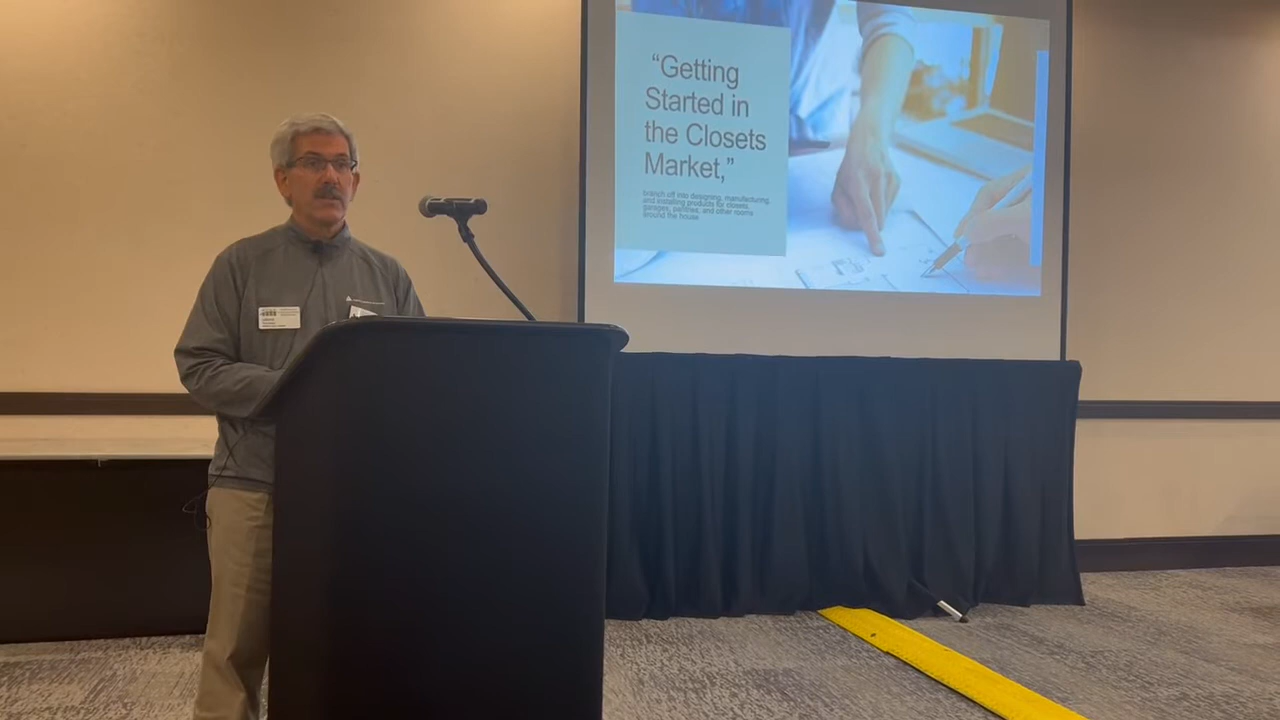 “Getting
Started in
the Closets
Market,”
branch off into designing, manufacturing,
and installing products for closets,
garages, pantries, and other rooms
around the house